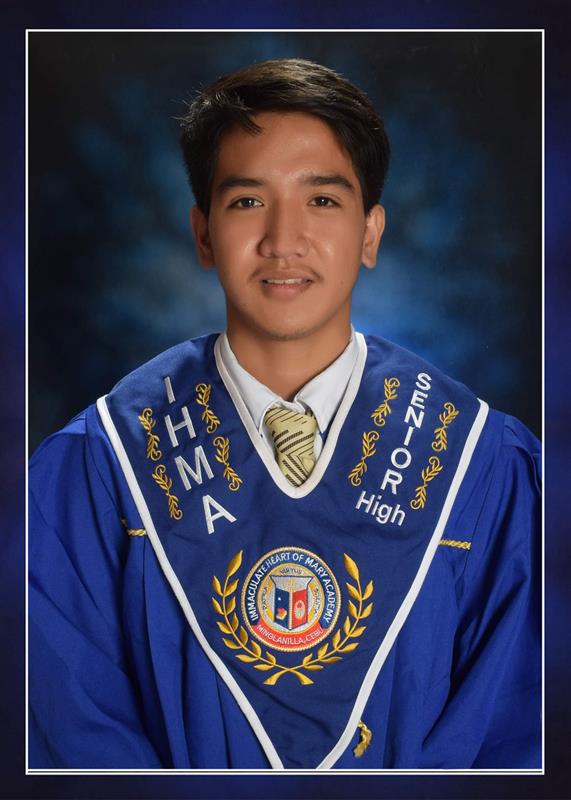 IHMA
SENIOR
High
IMMACULATE HEART OF MARY ACADEMY
MINGLANILLA, CEBU